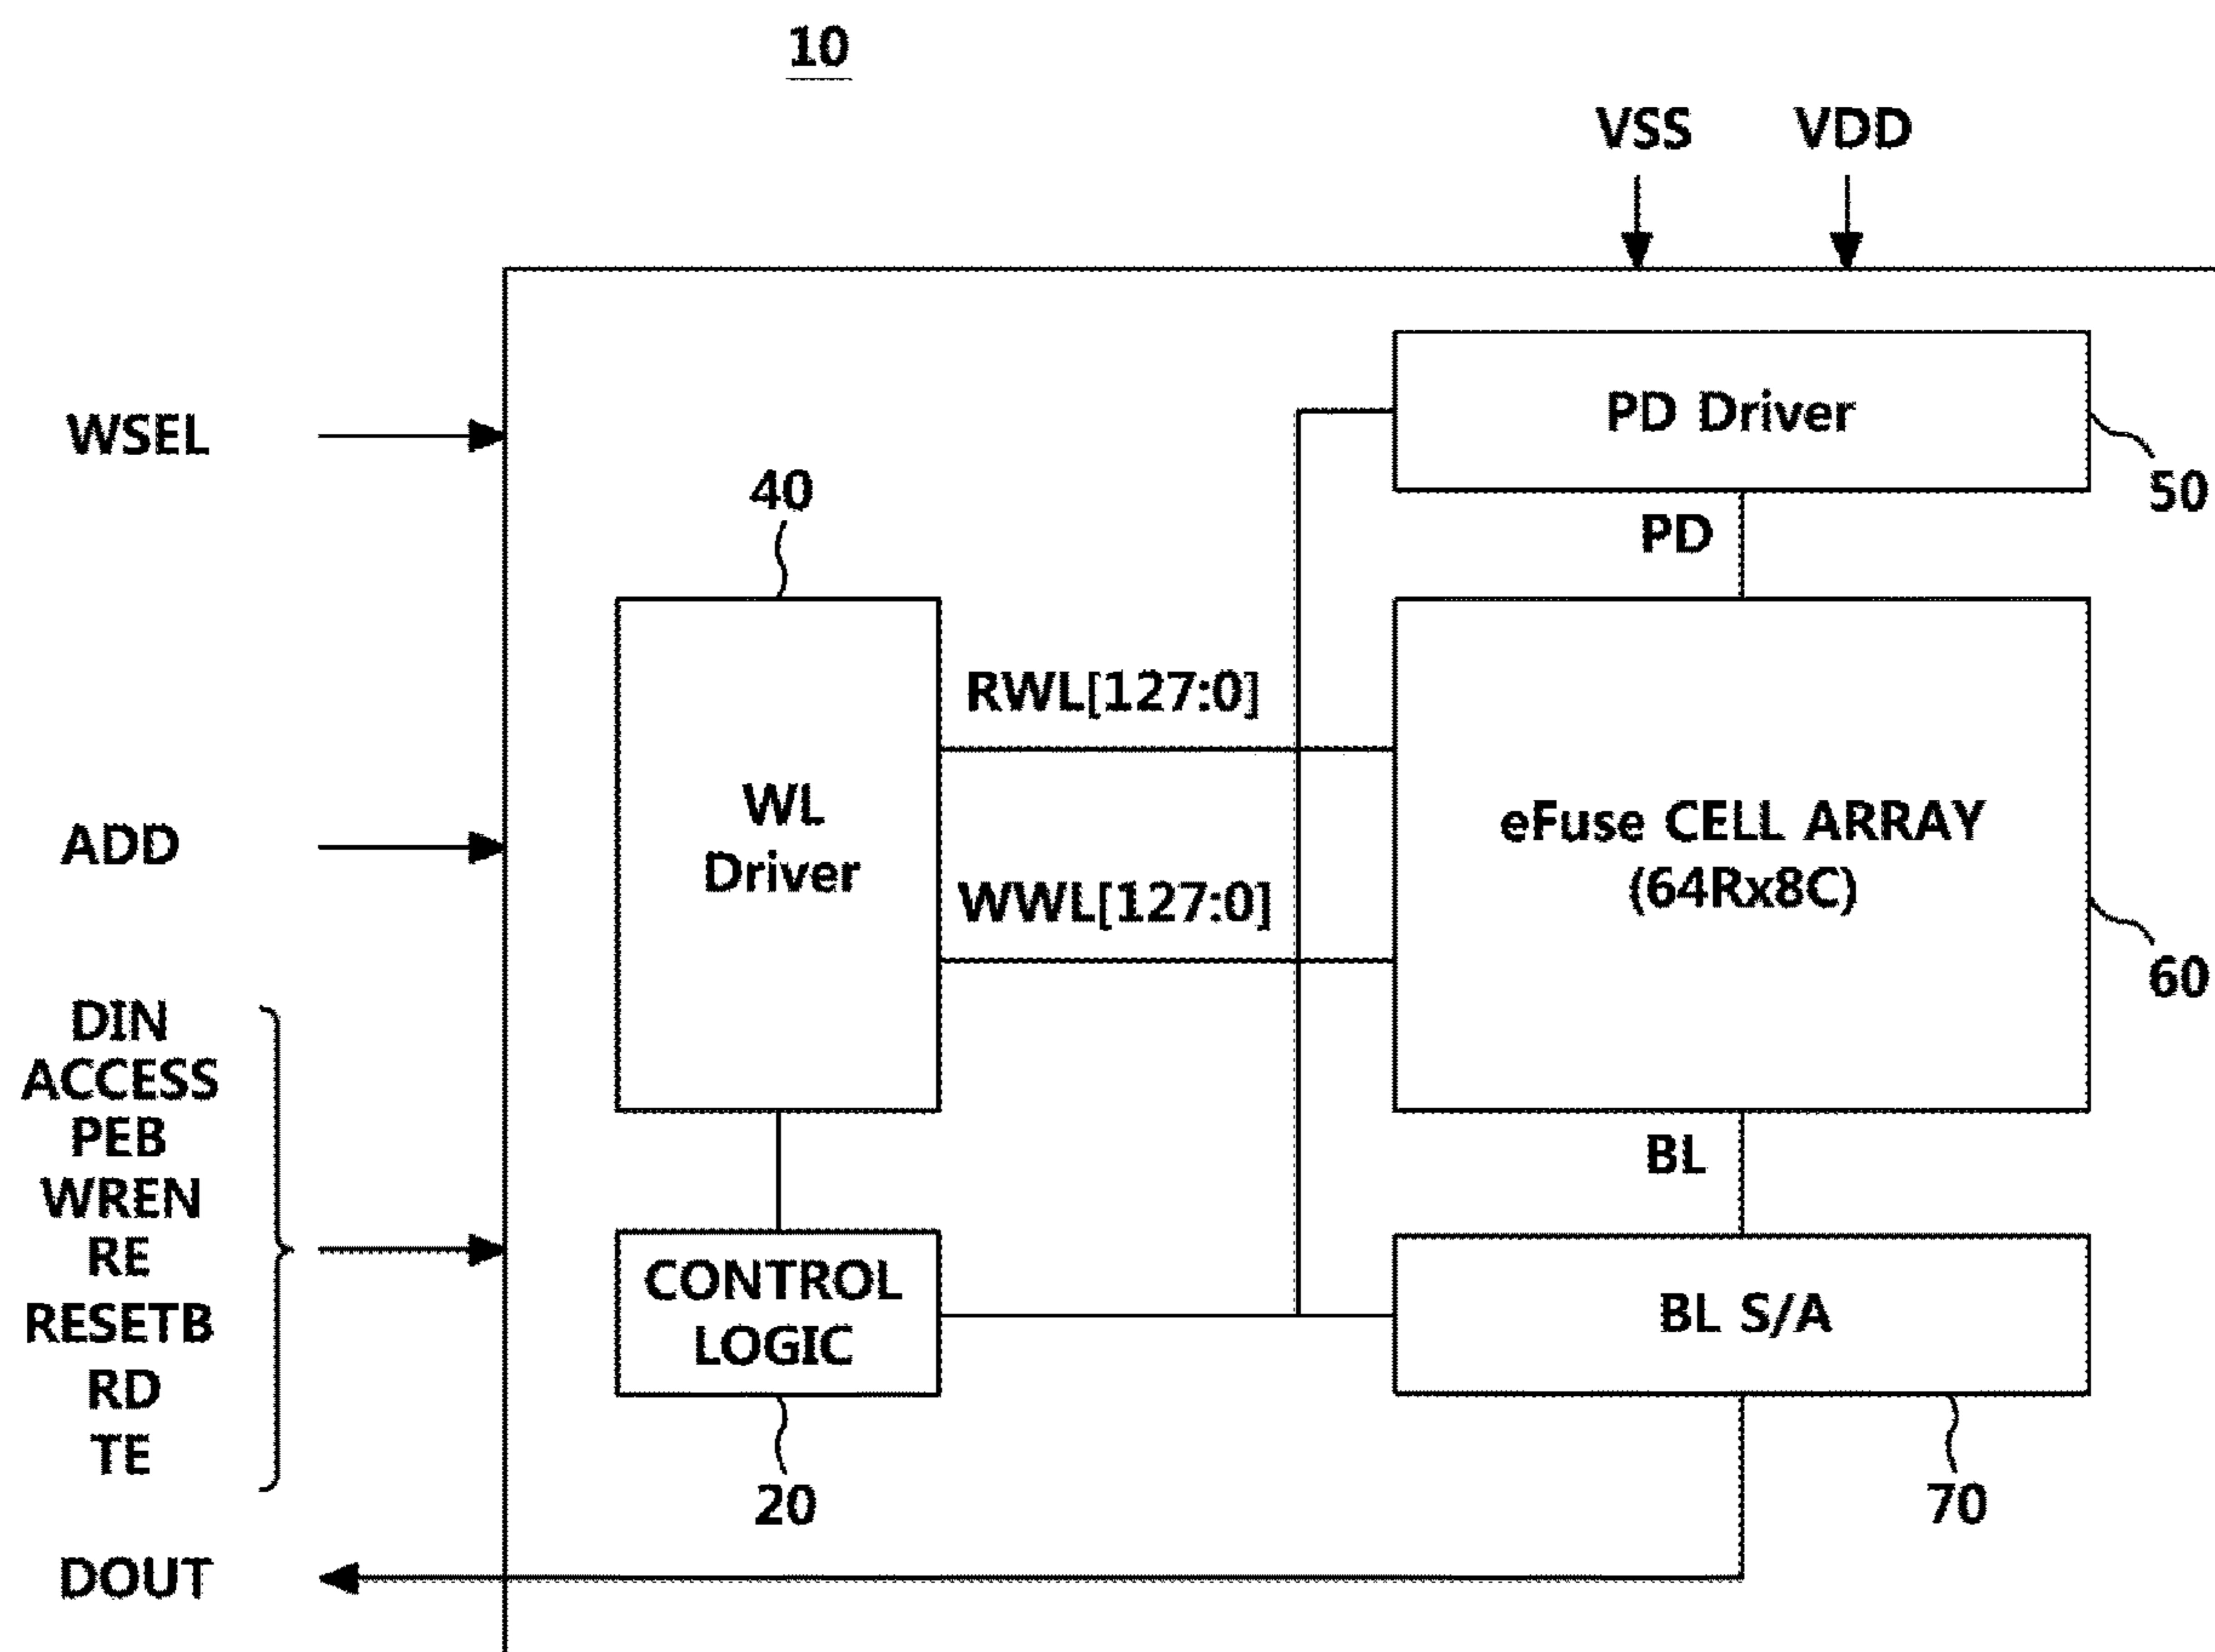 10
VSS VDD
WSEL
PD Driver
50
40
PD
RWL[127:0]
WL
Driver
eFuse CELL ARRAY
(64Rx8C)
ADD
WWL[127:0]
60
DIN
ACCESS
PEB
WREN
RE
RESETB
RD
TE
BL
CONTROL
LOGIC
BL S/A
20
70
DOUT